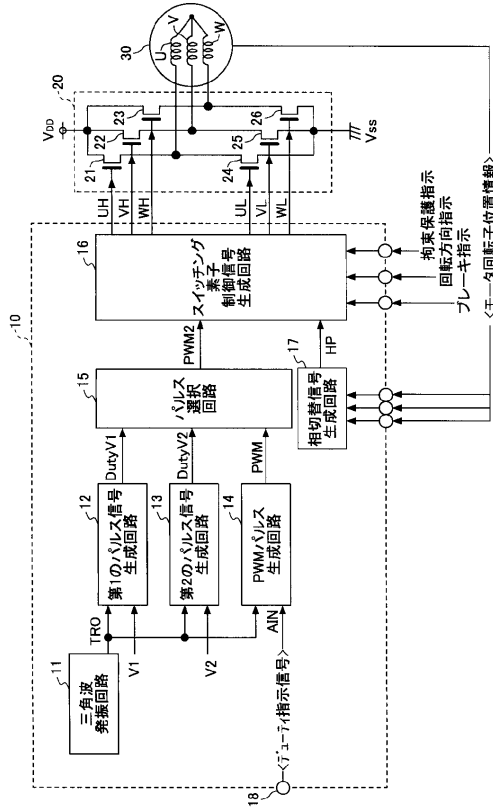 10
11
三角波
発振回路
TRO
V1
V2
12
第1のパルス信号
生成回路
DutyV1
13
第2のパルス信号
生成回路
DutyV2
14
PWMパルス
生成回路
PWM
AIN
18
<デューティ指示信号>
15
パルス
選択
回路
PWM2
16
スイッチング
素子
制御信号
生成回路
17
相切替信号
生成回路
HP
UH
VH
WH
UL
VL
WL
20
VDD
21
22
23
24
25
26
Vss
30
U
V
W
拘束保護指示
回転方向指示
ブレーキ指示
<モータ回転子位置情報>